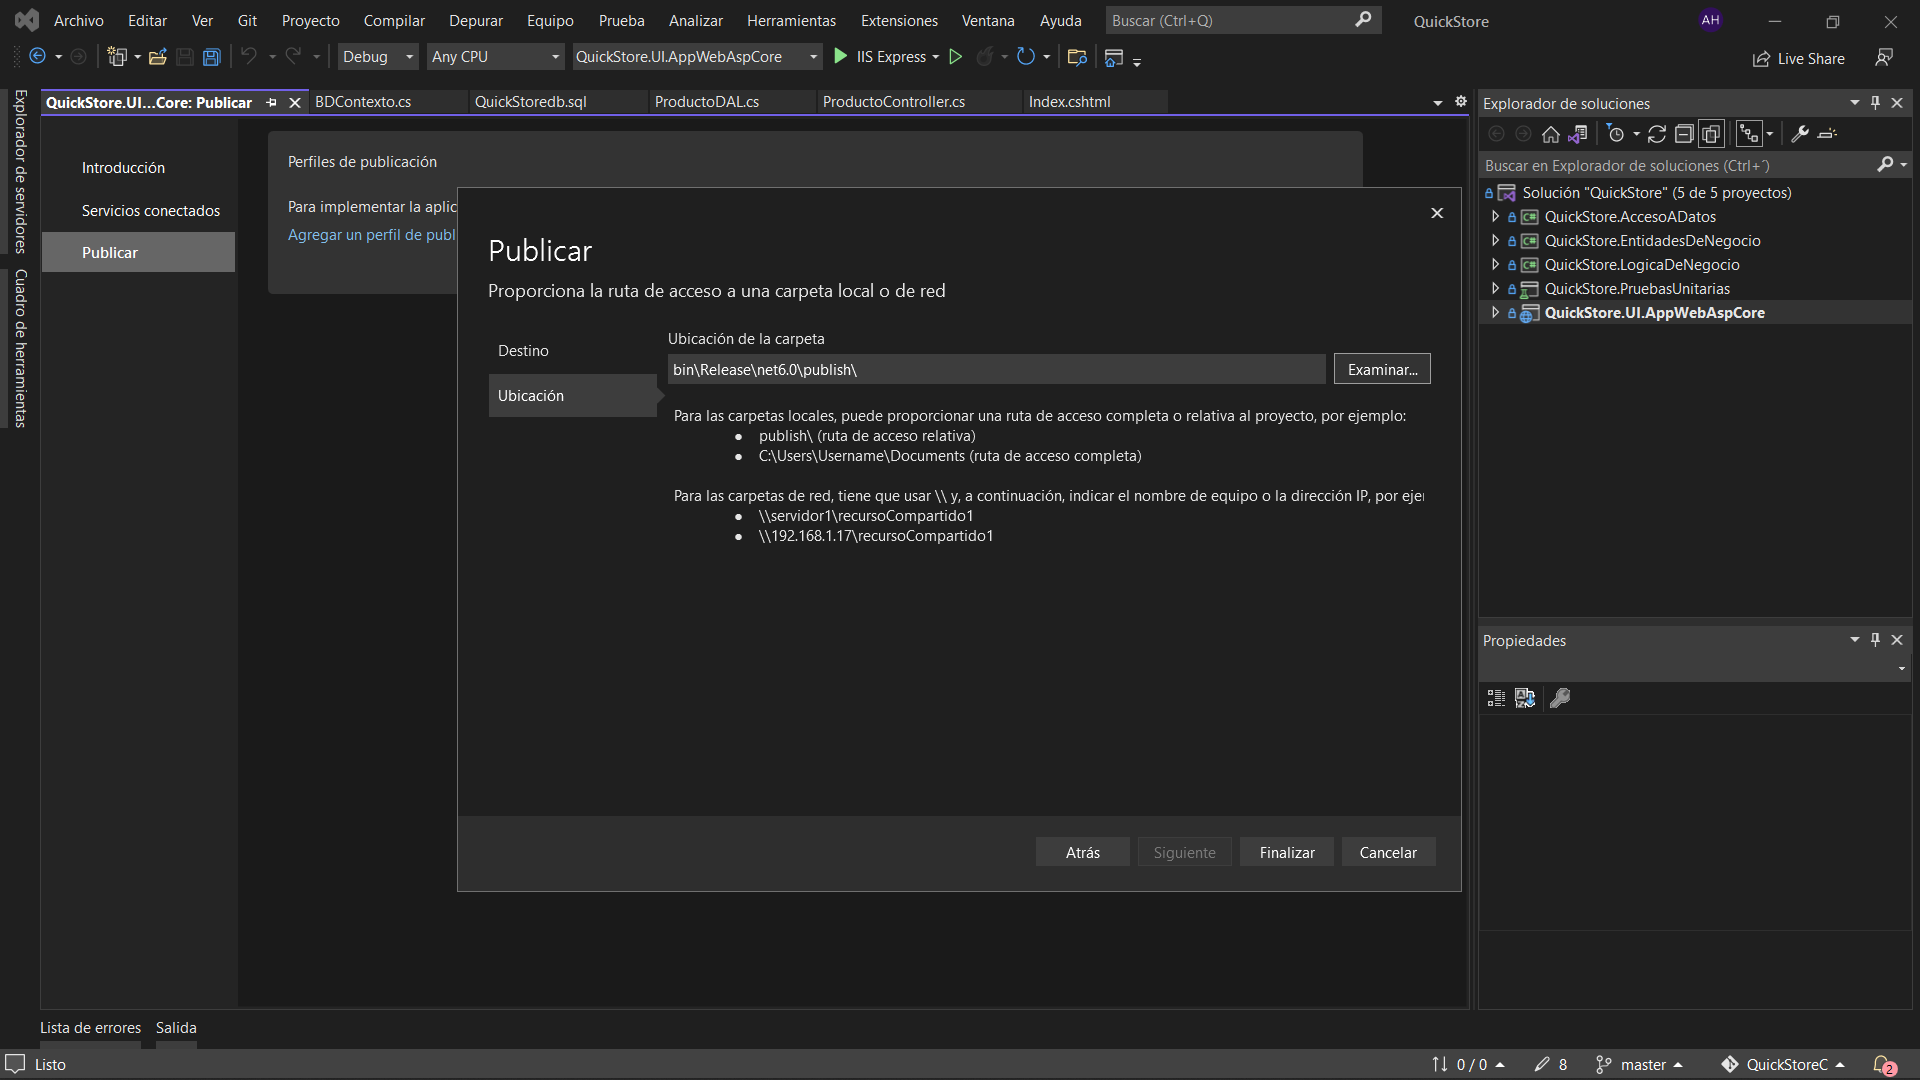 Archivo Editar Ver Git Proyecto Compilar Depurar Equipo Prueba Analizar Herramientas Extensiones Ventana Ayuda Buscar (Ctrl+Q) QuickStore AH
Debug Any CPU QuickStore.UI.AppWebAspCore IIS Express Live Share
Explorador de servidores
Cuadro de herramientas
QuickStore.UI...Core: Publicar BDContexto.cs QuickStoredb.sql ProductoDAL.cs ProductoController.cs Index.cshtml
Introducción
Servicios conectados
Publicar
Perfiles de publicación
Para implementar la aplic
Agregar un perfil de publ
Publicar
Proporciona la ruta de acceso a una carpeta local o de red
Destino
Ubicación
Ubicación de la carpeta
bin\Release\net6.0\publish\
Examinar...
Para las carpetas locales, puede proporcionar una ruta de acceso completa o relativa al proyecto, por ejemplo:
● publish\ (ruta de acceso relativa)
● C:\Users\Username\Documents (ruta de acceso completa)
Para las carpetas de red, tiene que usar \\ y, a continuación, indicar el nombre de equipo o la dirección IP, por ejer
● \\servidor1\recursoCompartido1
● \\192.168.1.17\recursoCompartido1
Atrás Siguiente Finalizar Cancelar
Explorador de soluciones
Buscar en Explorador de soluciones (Ctrl+´)
Solución "QuickStore" (5 de 5 proyectos)
QuickStore.AccesoADatos
QuickStore.EntidadesDeNegocio
QuickStore.LogicaDeNegocio
QuickStore.PruebasUnitarias
QuickStore.UI.AppWebAspCore
Propiedades
Lista de errores Salida
Listo 0 / 0 8 master QuickStoreC 2